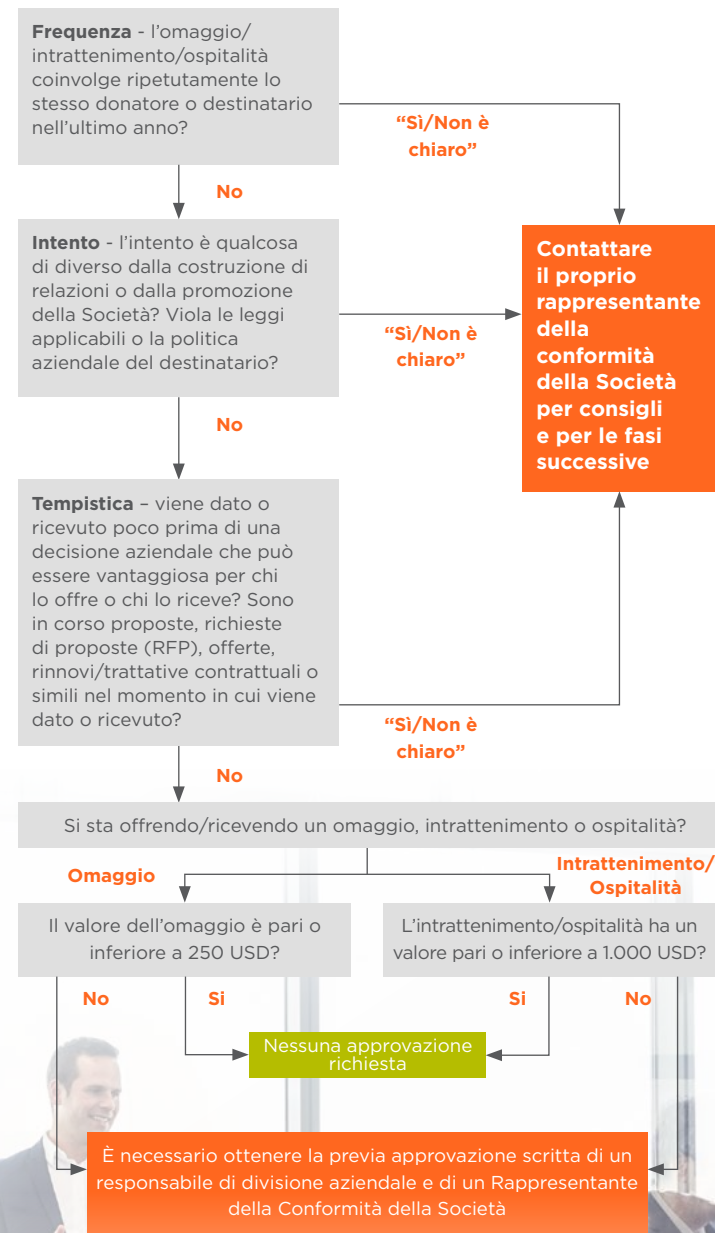 Frequenza - l'omaggio/
intrattenimento/ospitalità
coinvolge ripetutamente lo
stesso donatore o destinatario
nell'ultimo anno?
“Sì/Non è
chiaro”
No
Intento - l'intento è qualcosa
di diverso dalla costruzione di
relazioni o dalla promozione
della Società? Viola le leggi
applicabili o la politica
aziendale del destinatario?
“Sì/Non è
chiaro”
Contattare
il proprio
rappresentante
della
conformità
della Società
per consigli
e per le fasi
successive
No
Tempistica – viene dato o
ricevuto poco prima di una
decisione aziendale che può
essere vantaggiosa per chi
lo offre o chi lo riceve? Sono
in corso proposte, richieste
di proposte (RFP), offerte,
rinnovi/trattative contrattuali o
simili nel momento in cui viene
dato o ricevuto?
“Sì/Non è
chiaro”
No
Si sta offrendo/ricevendo un omaggio, intrattenimento o ospitalità?
Omaggio
Intrattenimento/
Ospitalità
Il valore dell'omaggio è pari o
inferiore a 250 USD?
L'intrattenimento/ospitalità ha un
valore pari o inferiore a 1.000 USD?
No
Si
Si
No
Nessuna approvazione
richiesta
È necessario ottenere la previa approvazione scritta di un
responsabile di divisione aziendale e di un Rappresentante
della Conformità della Società